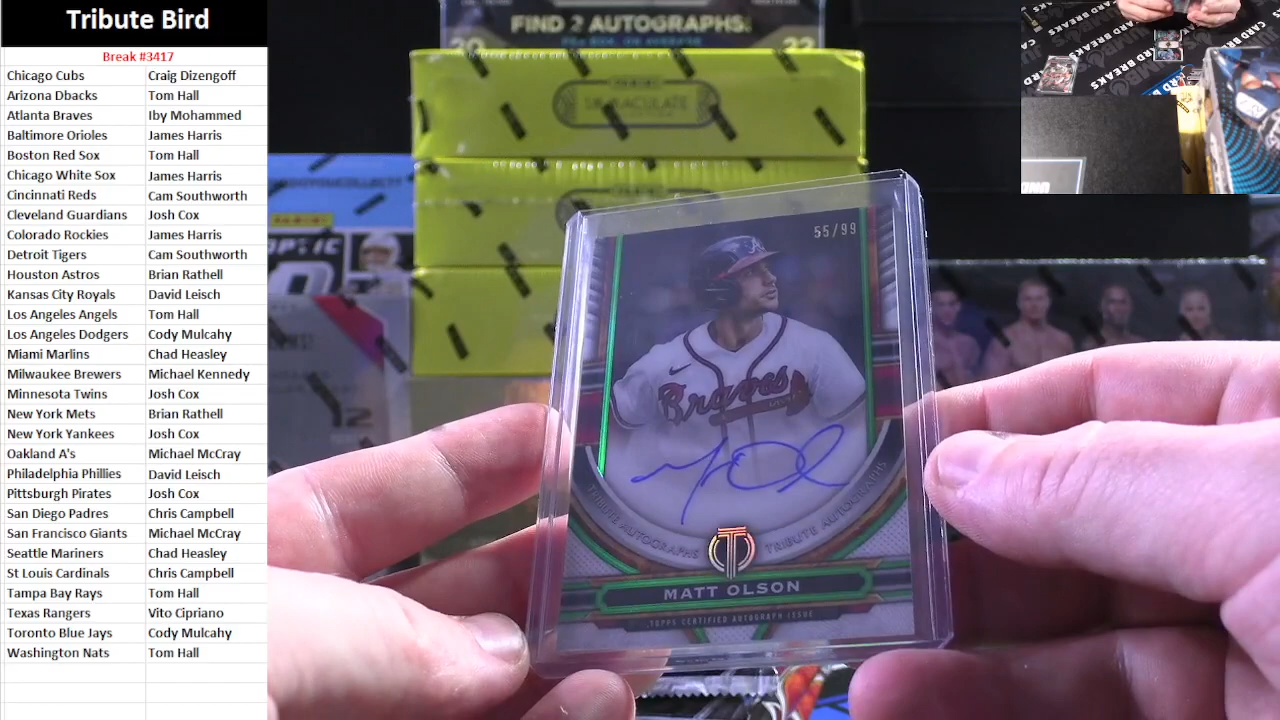 Tribute Bird
Break #3417
Chicago Cubs Craig Dizengoff
Arizona Dbacks Tom Hall
Atlanta Braves Iby Mohammed
Baltimore Orioles James Harris
Boston Red Sox Tom Hall
Chicago White Sox James Harris
Cincinnati Reds Cam Southworth
Cleveland Guardians Josh Cox
Colorado Rockies James Harris
Detroit Tigers Cam Southworth
Houston Astros Brian Rathell
Kansas City Royals David Leisch
Los Angeles Angels Tom Hall
Los Angeles Dodgers Cody Mulcahy
Miami Marlins Chad Heasley
Milwaukee Brewers Michael Kennedy
Minnesota Twins Josh Cox
New York Mets Brian Rathell
New York Yankees Josh Cox
Oakland A's Michael McCray
Philadelphia Phillies David Leisch
Pittsburgh Pirates Josh Cox
San Diego Padres Chris Campbell
San Francisco Giants Michael McCray
Seattle Mariners Chad Heasley
St Louis Cardinals Chris Campbell
Tampa Bay Rays Tom Hall
Texas Rangers Vito Cipriano
Toronto Blue Jays Cody Mulcahy
Washington Nats Tom Hall
FIND 2 AUTOGRAPHS!
IMMACULATE
55/99
Braves
TRIBUTE AUTOGRAPHS TRIBUTE AUTOGRAPHS
MATT OLSON
TOPPS CERTIFIED AUTOGRAPH ISSUE
CARD BREAKS